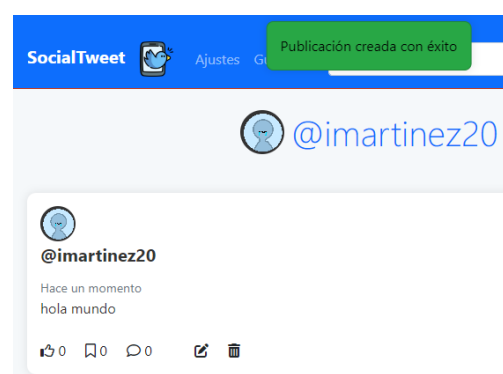 Publicación creada con éxito
SocialTweet Ajustes
@imartinez20
@imartinez20
Hace un momento
hola mundo
0 0 0